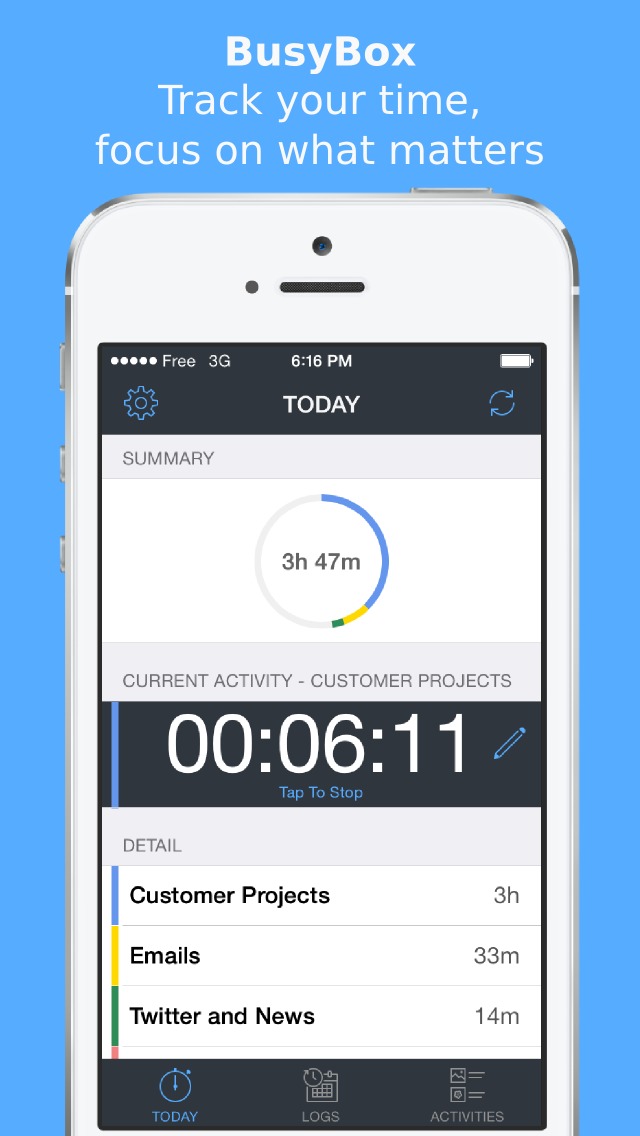 BusyBox
Track your time,
focus on what matters
Free 3G 6:16 PM
TODAY
SUMMARY
3h 47m
CURRENT ACTIVITY - CUSTOMER PROJECTS
00:06:11
Tap To Stop
DETAIL
Customer Projects 3h
Emails 33m
Twitter and News 14m
TODAY LOGS ACTIVITIES